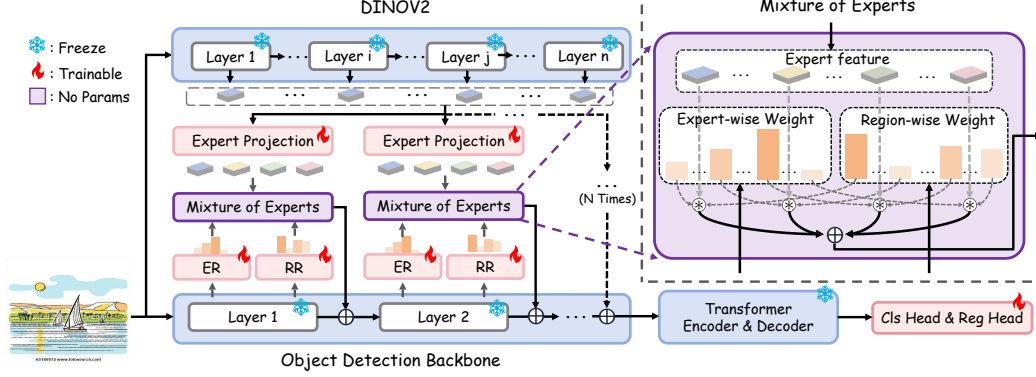 DINOV2
Mixture of Experts
: Freeze
: Trainable
: No Params
Layer 1
...
Layer i
...
Layer j
...
Layer n
... ... ...
Expert feature
... ... ...
Expert Projection
Expert Projection
...
Expert-wise Weight
Region-wise Weight
... ... ... ...
Mixture of Experts
Mixture of Experts
...
(N Times)
ER
RR
ER
RR
Layer 1
Layer 2
...
Transformer
Encoder & Decoder
Cls Head & Reg Head
Object Detection Backbone